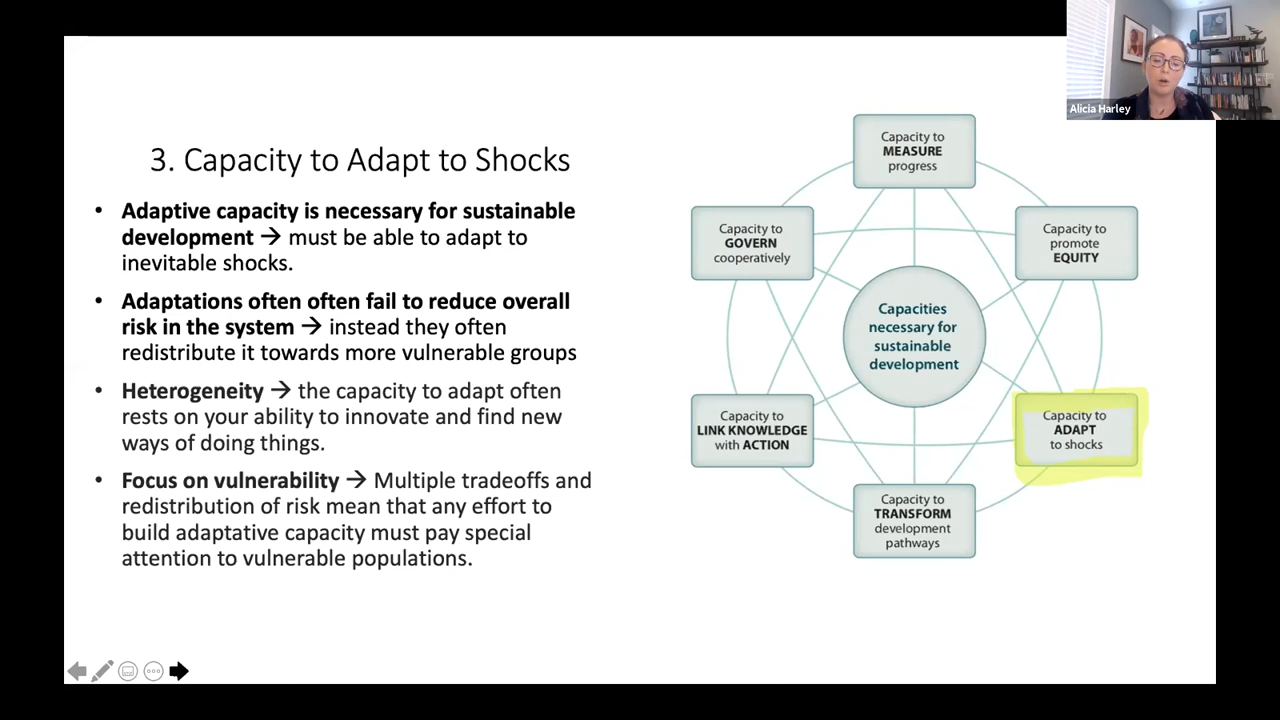 Alicia Harley
3. Capacity to Adapt to Shocks
• Adaptive capacity is necessary for sustainable
development → must be able to adapt to
inevitable shocks.
• Adaptations often often fail to reduce overall
risk in the system → instead they often
redistribute it towards more vulnerable groups
• Heterogeneity → the capacity to adapt often
rests on your ability to innovate and find new
ways of doing things.
• Focus on vulnerability → Multiple tradeoffs and
redistribution of risk mean that any effort to
build adaptative capacity must pay special
attention to vulnerable populations.
Capacity to
MEASURE
progress
Capacity to
GOVERN
cooperatively
Capacity to
promote
EQUITY
Capacities
necessary for
sustainable
development
Capacity to
LINK KNOWLEDGE
with ACTION
Capacity to
ADAPT
to shocks
Capacity to
TRANSFORM
development
pathways